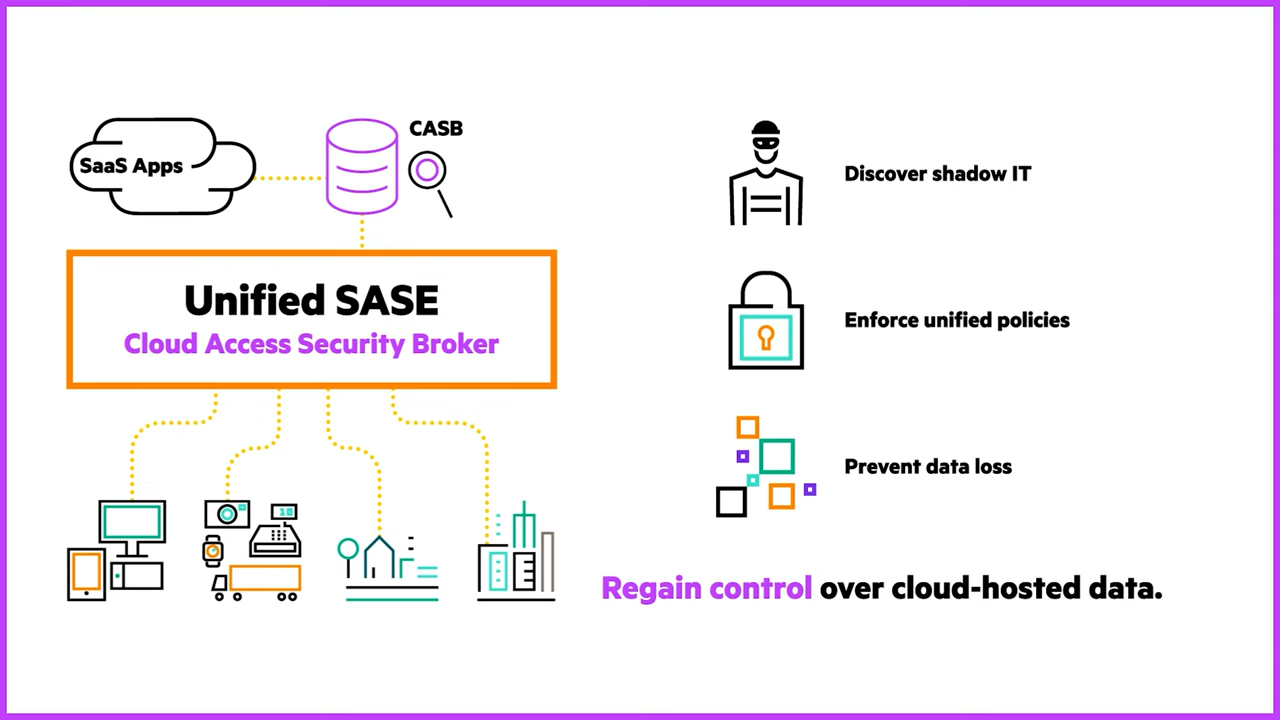 SaaS Apps
CASB
Unified SASE
Cloud Access Security Broker
10
Discover shadow IT
Enforce unified policies
Prevent data loss
Regain control over cloud-hosted data.